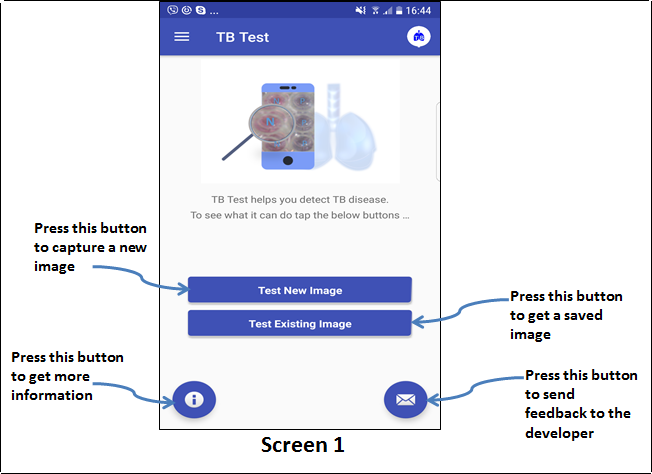 ... 16:44
TB Test
TB
N
TB Test helps you detect TB disease.
To see what it can do tap the below buttons ...
Press this button
to capture a new
image
Test New Image
Test Existing Image
Press this button
to get a saved
image
Press this button
to get more
information
Press this button
to send
feedback to the
developer
Screen 1